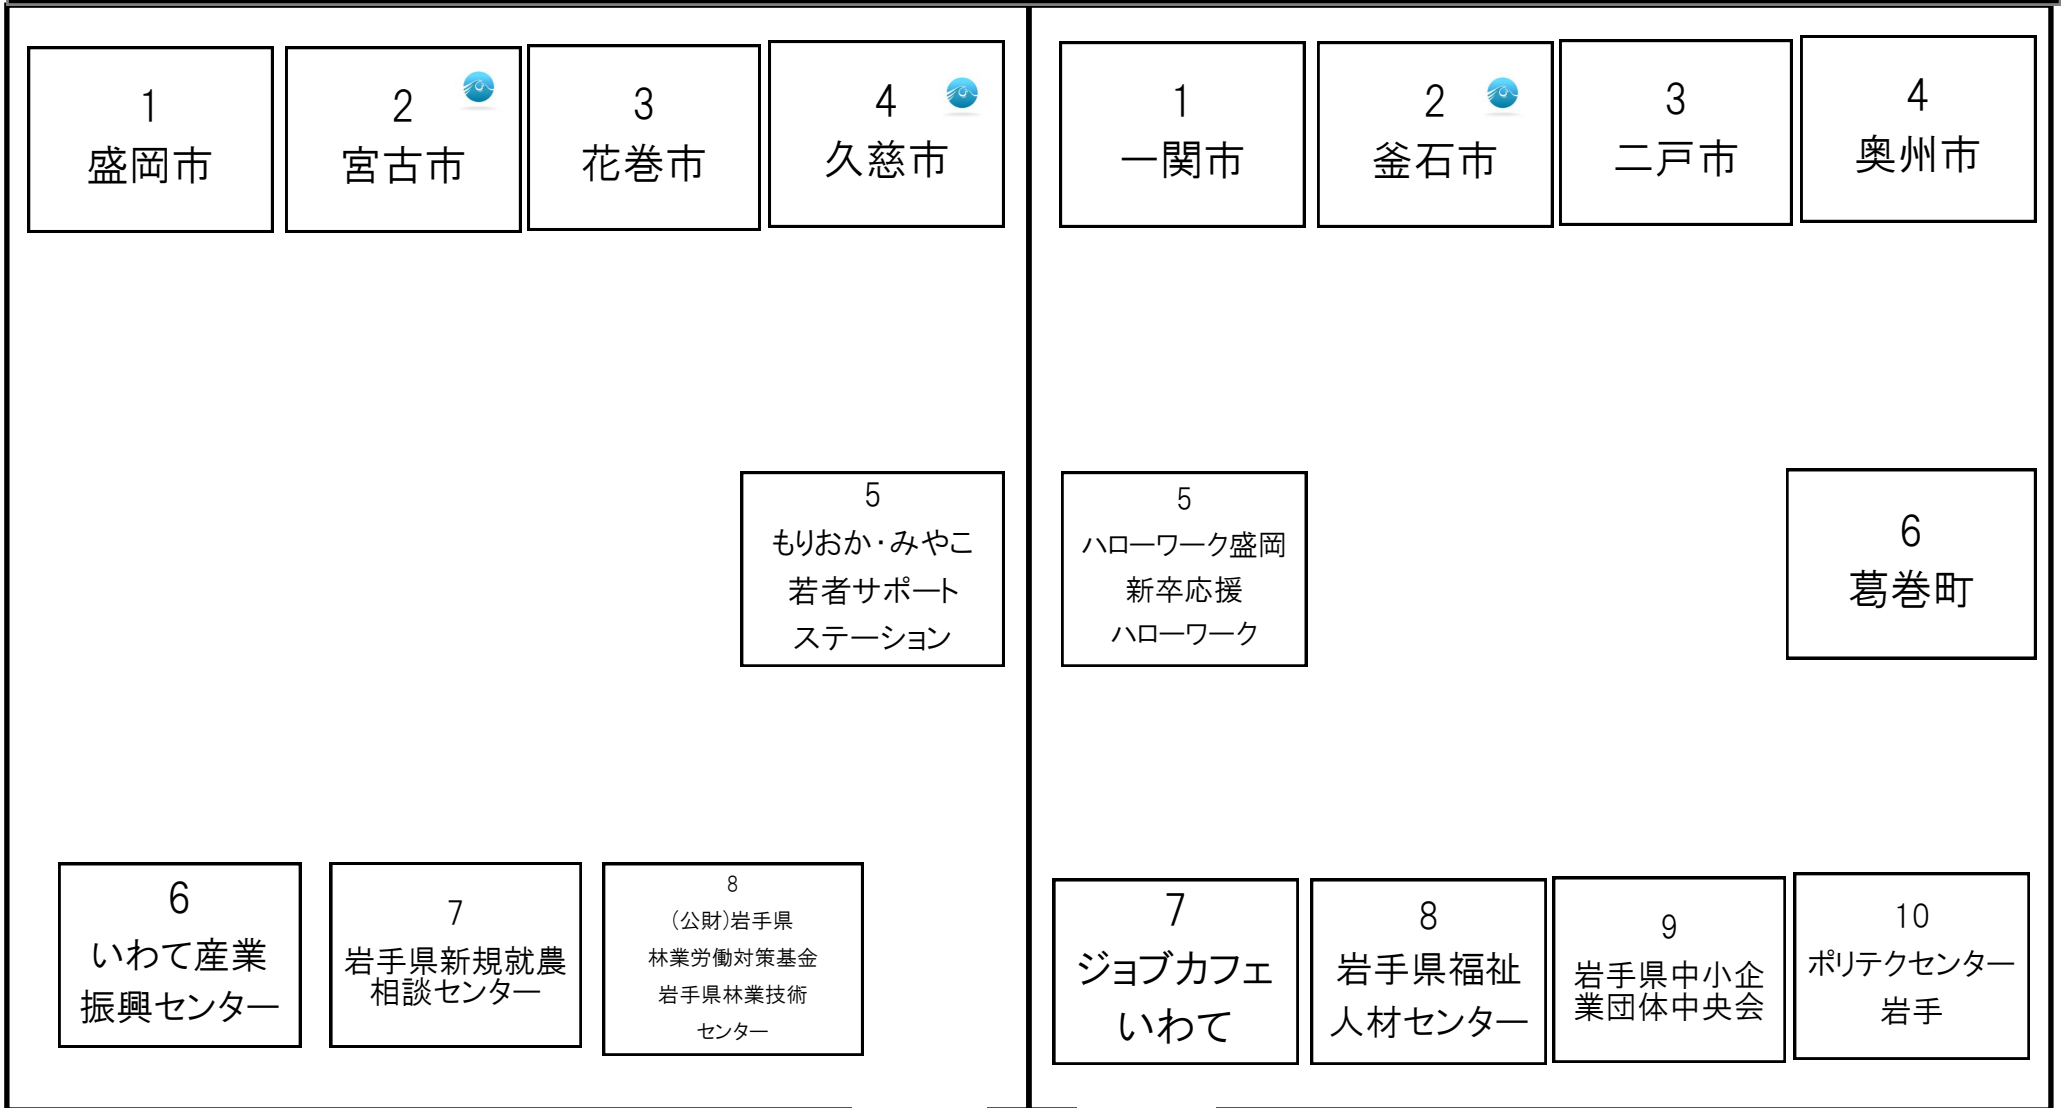 1
盛岡市
2
宮古市
3
花巻市
4
久慈市
5
もりおか・みやこ
若者サポート
ステーション
6
いわて産業
振興センター
7
岩手県新規就農
相談センター
8
(公財)岩手県
林業労働対策基金
岩手県林業技術
センター
1
一関市
2
釜石市
3
二戸市
4
奥州市
5
ハローワーク盛岡
新卒応援
ハローワーク
6
葛巻町
7
ジョブカフェ
いわて
8
岩手県福祉
人材センター
9
岩手県中小企
業団体中央会
10
ポリテクセンター
岩手